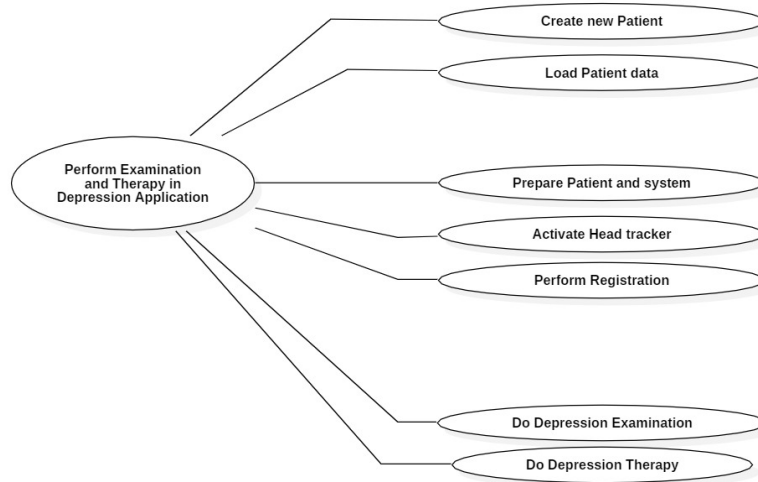 Create new Patient
Load Patient data
Perform Examination
and Therapy in
Depression Application
Prepare Patient and system
Activate Head tracker
Perform Registration
Do Depression Examination
Do Depression Therapy